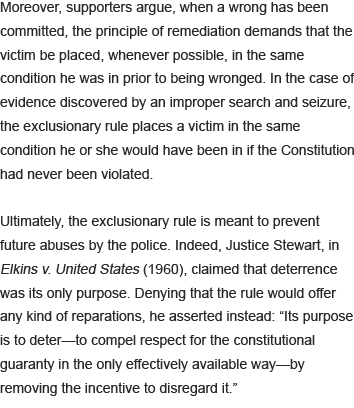 Moreover, supporters argue, when a wrong has been
committed, the principle of remediation demands that the
victim be placed, whenever possible, in the same
condition he was in prior to being wronged. In the case of
evidence discovered by an improper search and seizure,
the exclusionary rule places a victim in the same
condition he or she would have been in if the Constitution
had never been violated.
Ultimately, the exclusionary rule is meant to prevent
future abuses by the police. Indeed, Justice Stewart, in
Elkins v. United States (1960), claimed that deterrence
was its only purpose. Denying that the rule would offer
any kind of reparations, he asserted instead: “Its purpose
is to deter—to compel respect for the constitutional
guaranty in the only effectively available way—by
removing the incentive to disregard it.”